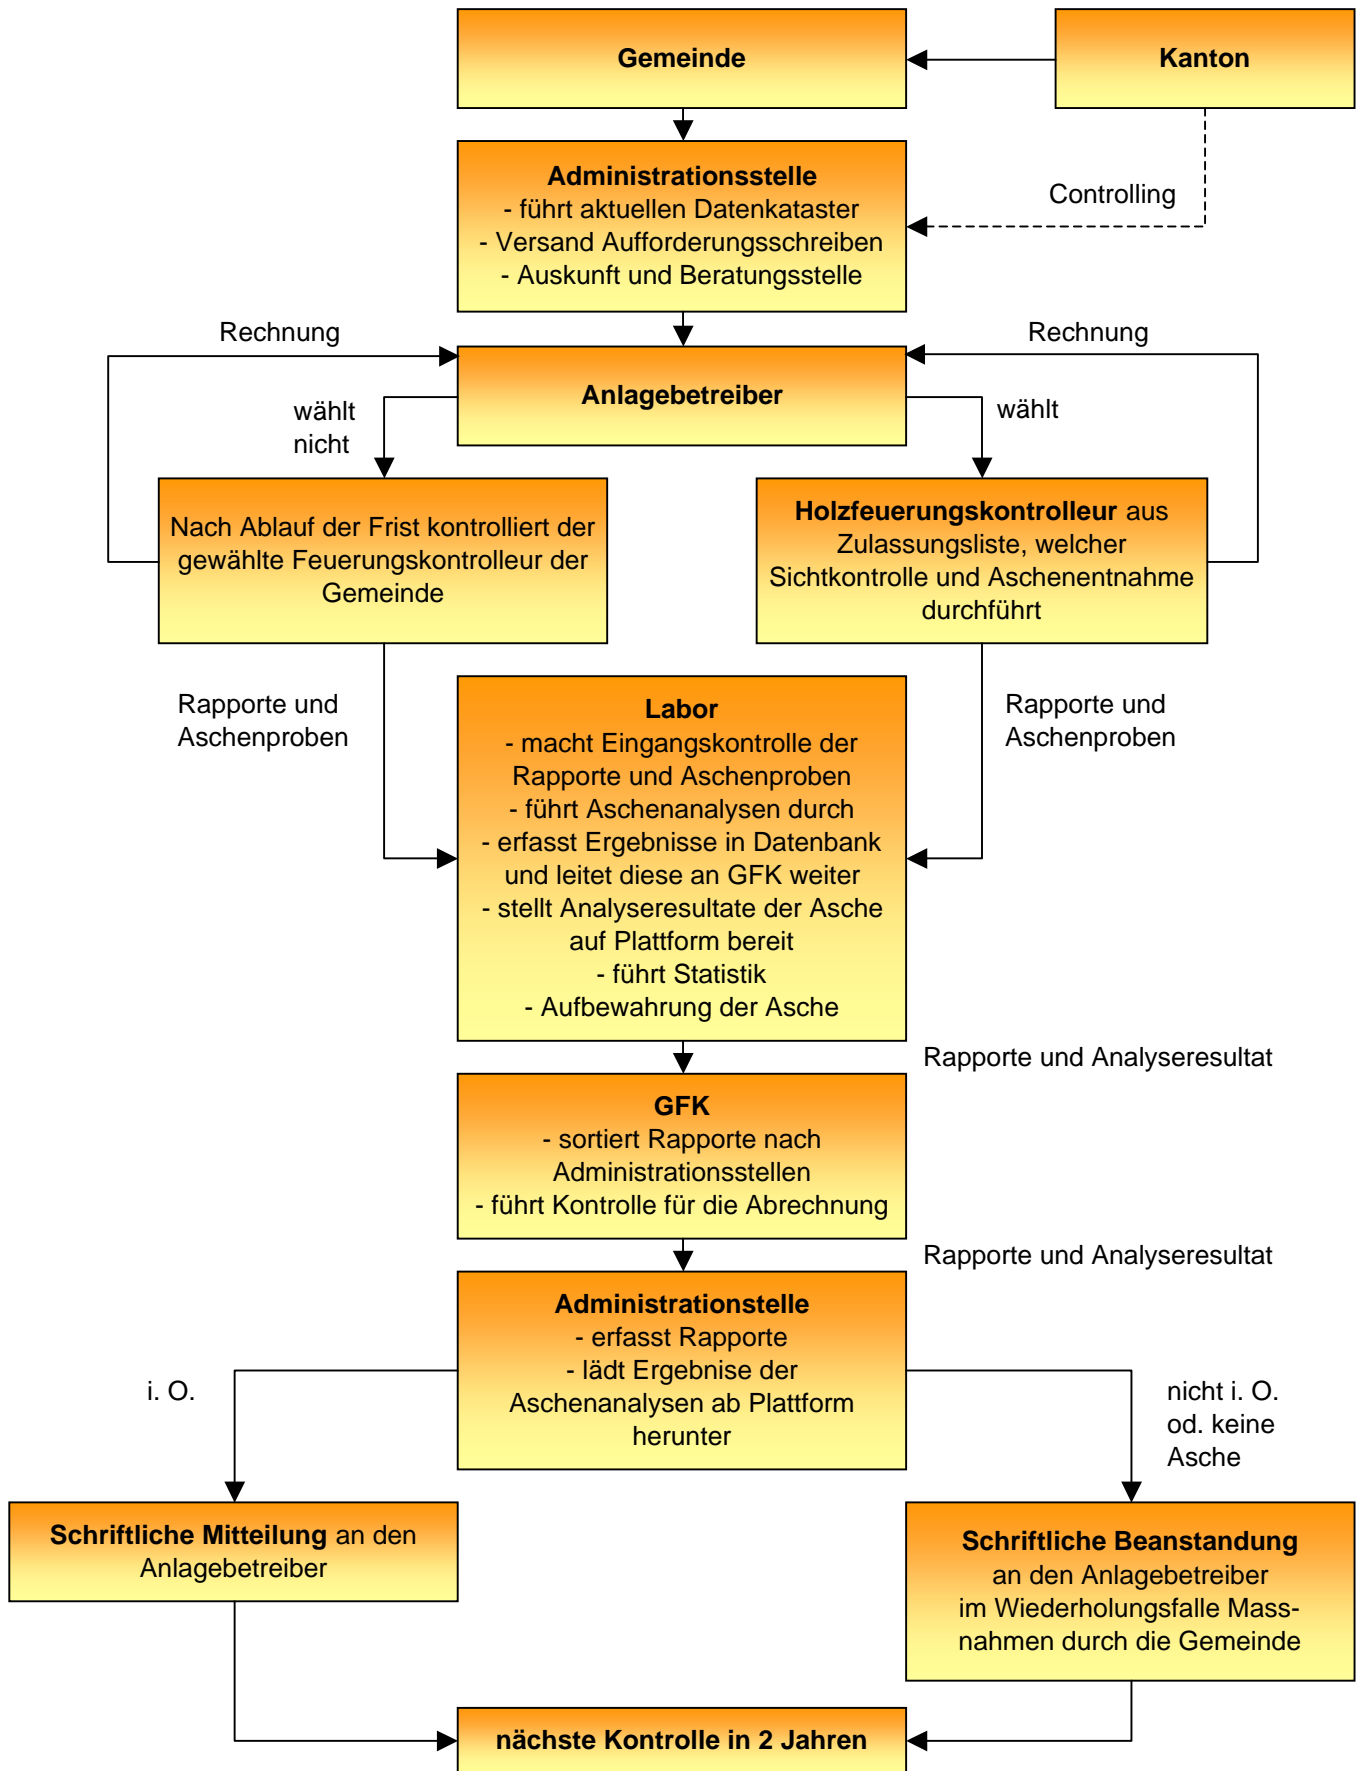 Gemeinde
Kanton
Administrationsstelle
- führt aktuellen Datenkataster
- Versand Aufforderungsschreiben
- Auskunft und Beratungsstelle
Controlling
Rechnung
Rechnung
Anlagebetreiber
wählt
nicht
wählt
Nach Ablauf der Frist kontrolliert der
gewählte Feuerungskontrolleur der
Gemeinde
Holzfeuerungskontrolleur aus
Zulassungsliste, welcher
Sichtkontrolle und Aschenentnahme
durchführt
Rapporte und
Aschenproben
Rapporte und
Aschenproben
Labor
- macht Eingangskontrolle der
Rapporte und Aschenproben
- führt Aschenanalysen durch
- erfasst Ergebnisse in Datenbank
und leitet diese an GFK weiter
- stellt Analyseresultate der Asche
auf Plattform bereit
- führt Statistik
- Aufbewahrung der Asche
Rapporte und Analyseresultat
GFK
- sortiert Rapporte nach
Administrationsstellen
- führt Kontrolle für die Abrechnung
Rapporte und Analyseresultat
Administrationstelle
- erfasst Rapporte
- lädt Ergebnise der
Aschenanalysen ab Plattform
herunter
i. O.
nicht i. O.
od. keine
Asche
Schriftliche Mitteilung an den
Anlagebetreiber
Schriftliche Beanstandung
an den Anlagebetreiber
im Wiederholungsfalle Mass-
nahmen durch die Gemeinde
nächste Kontrolle in 2 Jahren